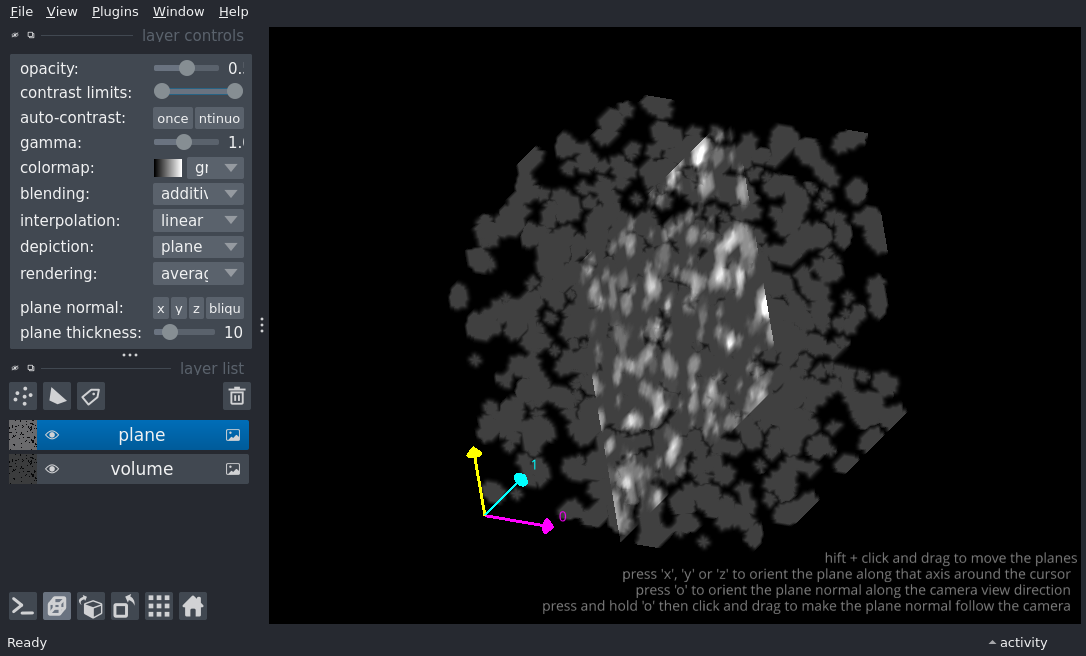 File View Plugins Window Help
layer controls
opacity: 0.
contrast limits:
auto-contrast: once ntinuo
gamma: 1.
colormap: gr
blending: additiv
interpolation: linear
depiction: plane
rendering: averag
plane normal: x y z bliqu
plane thickness: 10
layer list
plane
volume
1
0
hift + click and drag to move the planes
press 'x', 'y' or 'z' to orient the plane along that axis around the cursor
press 'o' to orient the plane normal along the camera view direction
press and hold 'o' then click and drag to make the plane normal follow the camera
Ready
activity